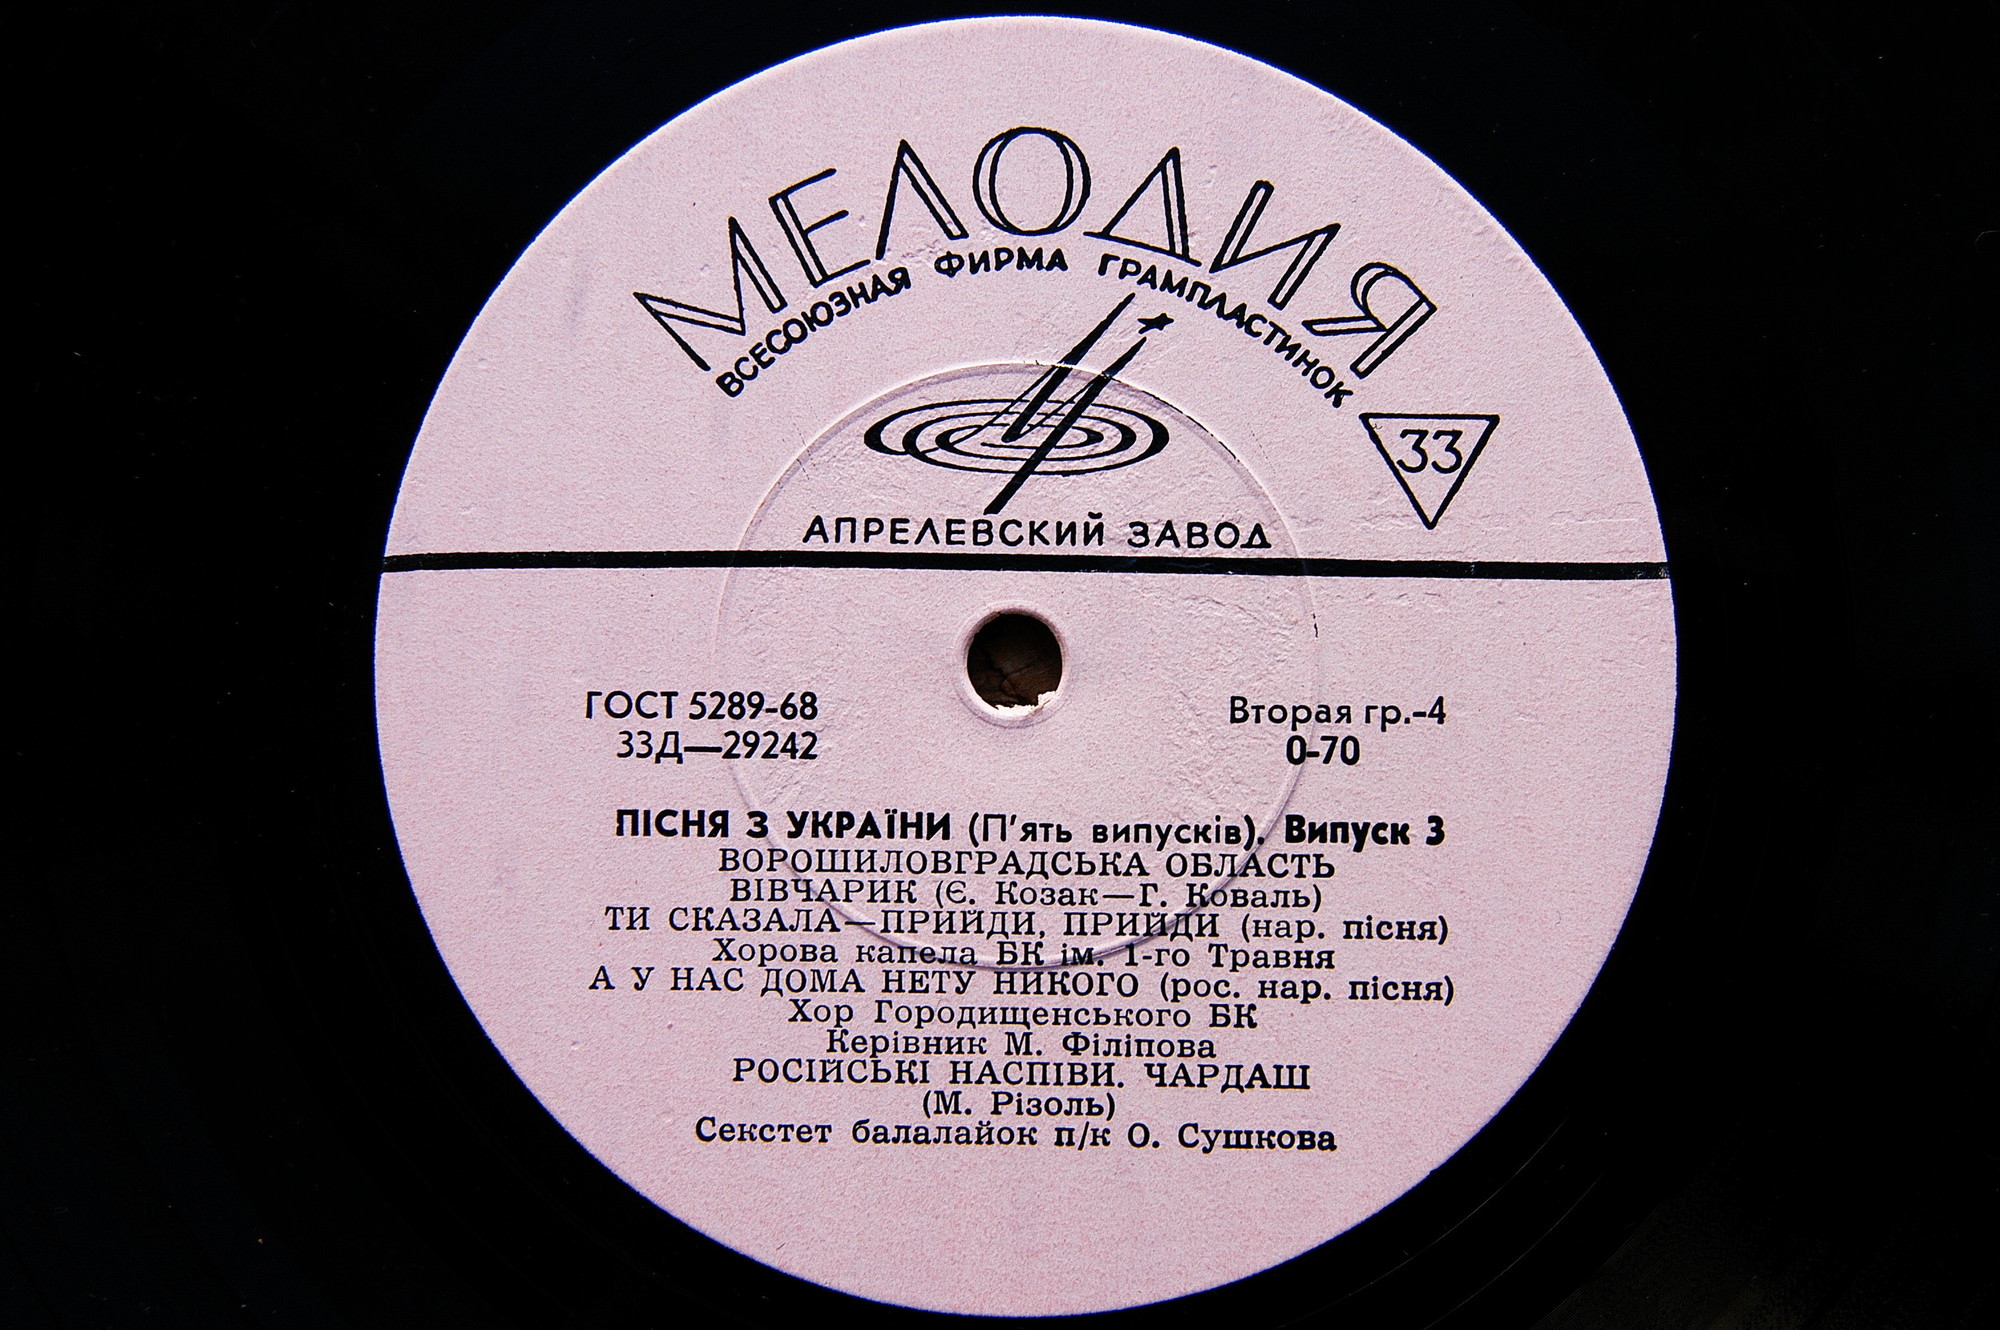 МЕЛОДИЯ
ВСЕСОЮЗНАЯ ФИРМА ГРАМПЛАСТИНОК
33
АПРЕЛЕВСКИЙ ЗАВОД
ГОСТ 5289-68
33Д—29242
Вторая гр.-4
0-70
ПІСНЯ З УКРАЇНИ (П'ять випусків). Випуск 3
ВОРОШИЛОВГРАДСЬКА ОБЛАСТЬ
ВІВЧАРИК (Є. Козак—Г. Коваль)
ТИ СКАЗАЛА—ПРИЙДИ, ПРИЙДИ (нар. пісня)
Хорова капела БК ім. 1-го Травня
А У НАС ДОМА НЕТУ НИКОГО (рос. нар. пісня)
Хор Городищенського БК
Керівник М. Філіпова
РОСІЙСЬКІ НАСПІВИ. ЧАРДАШ
(М. Різоль)
Секстет балалайок п/к О. Сушкова